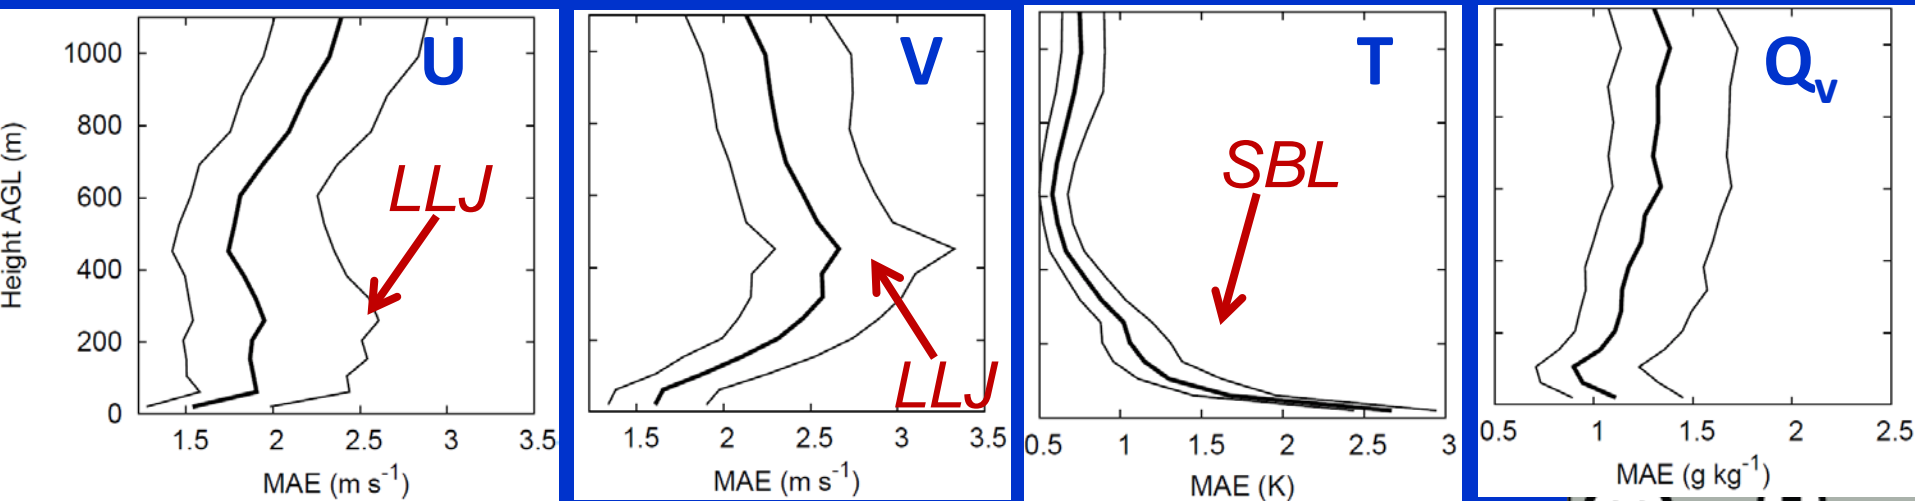 U
V
T
Qv
1000
800
600
400
200
0
Height AGL (m)
LLJ
LLJ
SBL
1.5 2 2.5 3 3.5
MAE (m s-1)
1.5 2 2.5 3 3.5
MAE (m s-1)
0.5 1 1.5 2 2.5 3
MAE (K)
0.5 1 1.5 2 2.5
MAE (g kg-1)